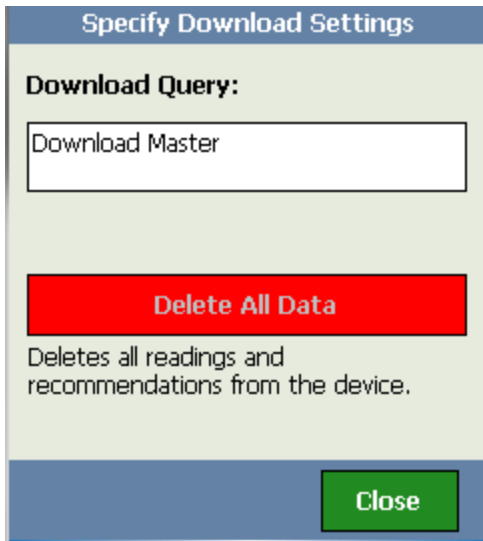 Specify Download Settings
Download Query:
Download Master
Delete All Data
Deletes all readings and
recommendations from the device.
Close